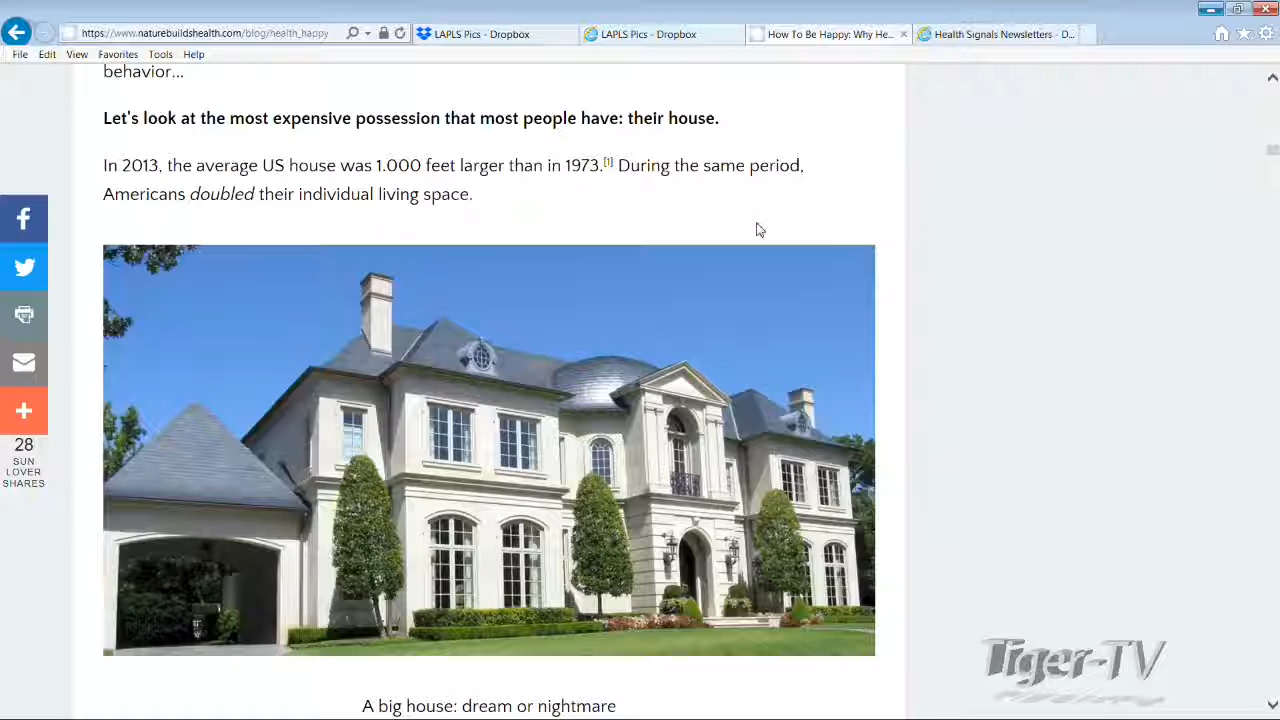 https://www.naturebuildshealth.com/blog/health_happy
LAPLS Pics - Dropbox
LAPLS Pics - Dropbox
How To Be Happy: Why He...
Health Signals Newsletters - D...
File Edit View Favorites Tools Help
behavior...
Let's look at the most expensive possession that most people have: their house.
In 2013, the average US house was 1.000 feet larger than in 1973.[1] During the same period,
Americans doubled their individual living space.
28
SUN
LOVER
SHARES
Tiger-TV
A big house: dream or nightmare